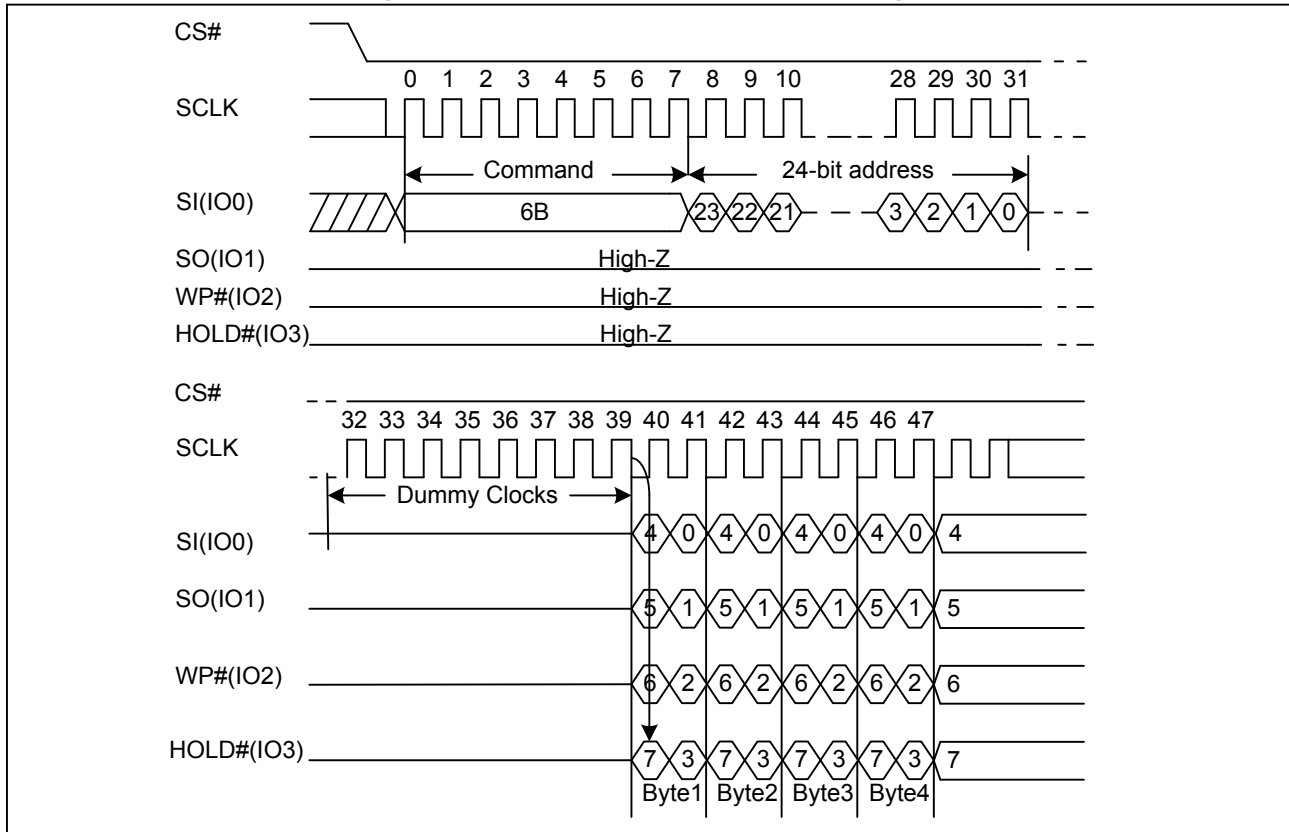 CS#
0 1 2 3 4 5 6 7 8 9 10 28 29 30 31
SCLK
Command 24-bit address
SI(IO0) 6B 23 22 21 3 2 1 0
SO(IO1) High-Z
WP#(IO2) High-Z
HOLD#(IO3) High-Z
CS#
32 33 34 35 36 37 38 39 40 41 42 43 44 45 46 47
SCLK
Dummy Clocks
SI(IO0) 4 0 4 0 4 0 4 0 4
SO(IO1) 5 1 5 1 5 1 5 1 5
WP#(IO2) 6 2 6 2 6 2 6 2 6
HOLD#(IO3) 7 3 7 3 7 3 7 3 7
Byte1 Byte2 Byte3 Byte4